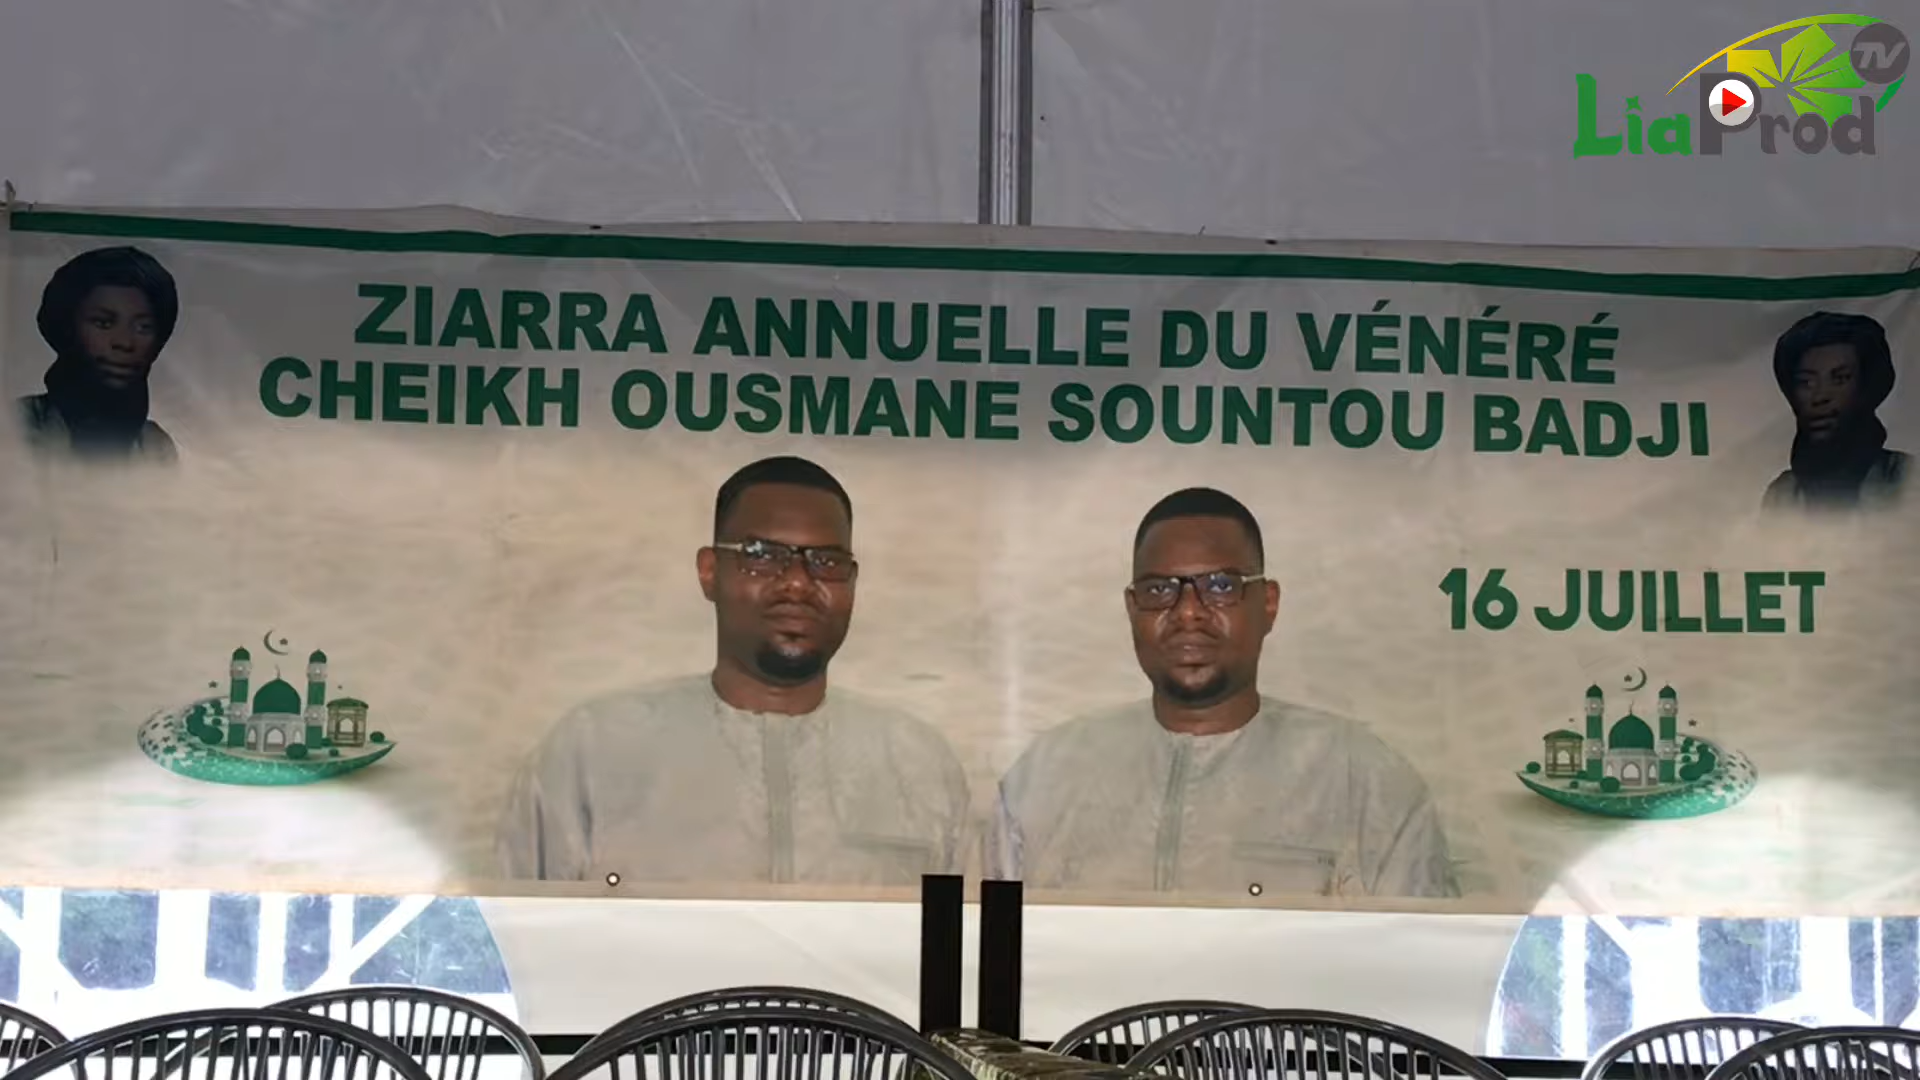 TV
LiaProd
ZIARRA ANNUELLE DU VÉNÉRÉ
CHEIKH OUSMANE SOUNTOU BADJI
16 JUILLET